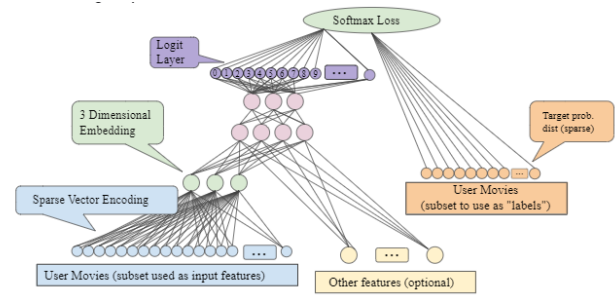 Softmax Loss
Logit
Layer
0 1 2 3 4 5 6 7 8 9 ...
3 Dimensional
Embedding
Target prob.
dist (sparse)
...
User Movies
(subset to use as "labels")
Sparse Vector Encoding
...
...
User Movies (subset used as input features)
Other features (optional)